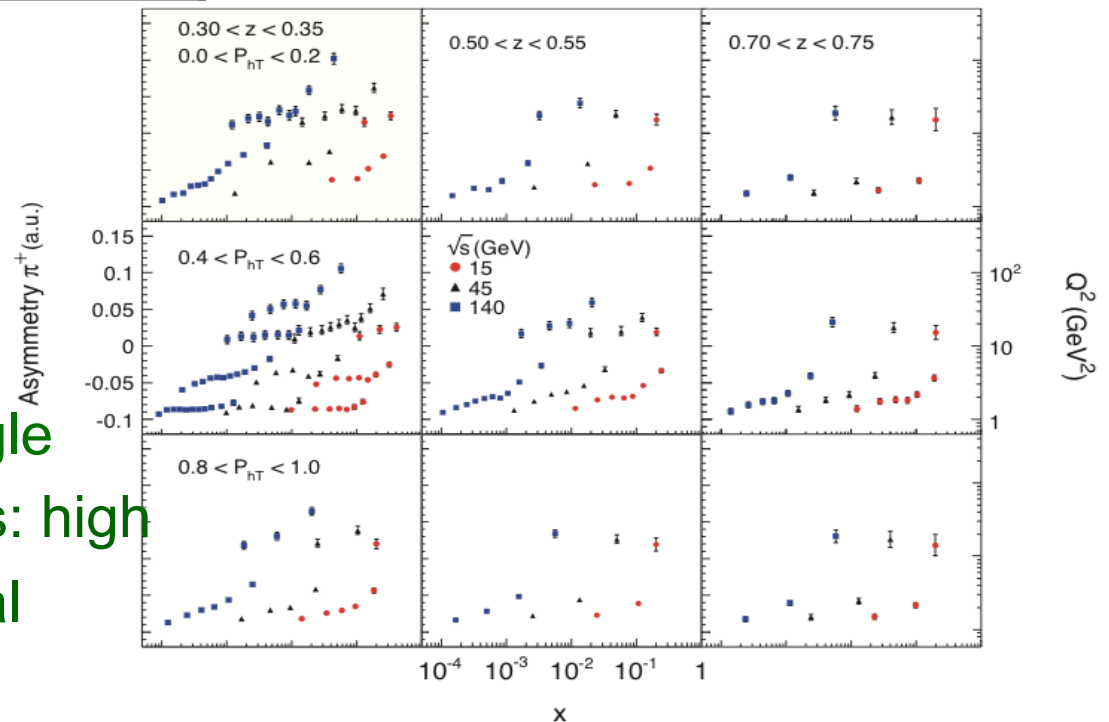 0.30 < z < 0.35
0.0 < P_hT < 0.2
0.50 < z < 0.55
0.70 < z < 0.75
Asymmetry π⁺ (a.u.)
0.15
0.1
0.05
0
-0.05
-0.1
0.4 < P_hT < 0.6
√s (GeV)
15
45
140
10²
10
1
Q² (GeV²)
gle
s: high
al
0.8 < P_hT < 1.0
10⁻⁴ 10⁻³ 10⁻² 10⁻¹ 1
x